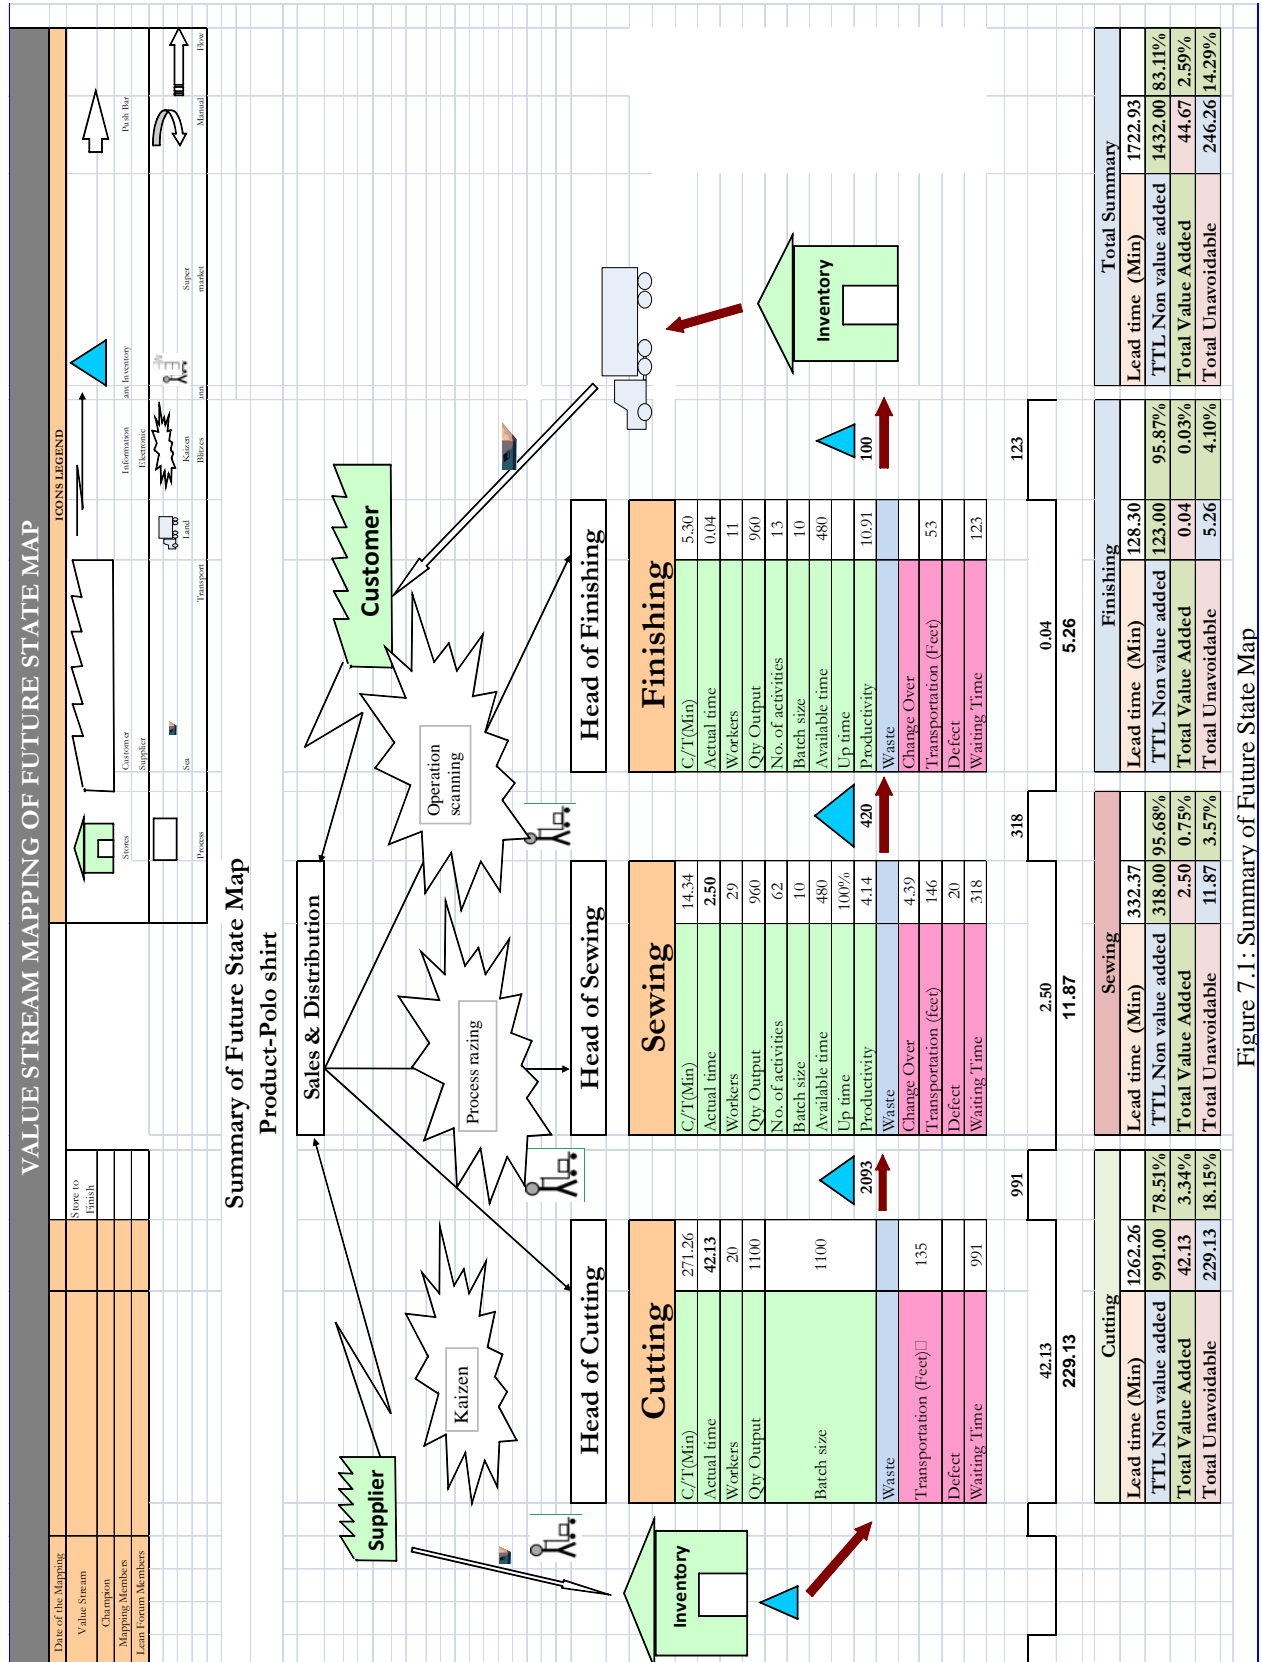 VALUE STREAM MAPPING OF FUTURE STATE MAP
Date of the Mapping
Value Stream
Champion
Mapping Members
Lean Forum Members
Store to
Finish
ICONS LEGEND
Stores
Customer
Supplier
Information
Electronic
Inventory
Push Bar
Process
Sea
Transport
Land
Kaizen
Blitzes
Super
market
Manual
Flow
Summary of Future State Map
Product-Polo shirt
Sales & Distribution
Supplier
Customer
Kaizen
Process razing
Operation
scanning
Head of Cutting
Head of Sewing
Head of Finishing
Inventory
Cutting
C/T(Min) 271.26
Actual time 42.13
Workers 20
Qty Output 1100
Batch size 1100
Waste
Transportation (Feet)□ 135
Defect
Waiting Time 991
2093
Sewing
C/T(Min) 14.34
Actual time 2.50
Workers 29
Qty Output 960
No. of activities 62
Batch size 10
Available time 480
Up time 100%
Productivity 4.14
Waste
Change Over 4.39
Transportation (feet) 146
Defect 20
Waiting Time 318
420
Finishing
C/T(Min) 5.30
Actual time 0.04
Workers 11
Qty Output 960
No. of activities 13
Batch size 10
Available time 480
Up time
Productivity 10.91
Waste
Change Over
Transportation (Feet) 53
Defect
Waiting Time 123
100
Inventory
991 318 123
42.13 2.50 0.04
229.13 11.87 5.26
Cutting
Lead time (Min) 1262.26
TTL Non value added 991.00 78.51%
Total Value Added 42.13 3.34%
Total Unavoidable 229.13 18.15%
Sewing
Lead time (Min) 332.37
TTL Non value added 318.00 95.68%
Total Value Added 2.50 0.75%
Total Unavoidable 11.87 3.57%
Finishing
Lead time (Min) 128.30
TTL Non value added 123.00 95.87%
Total Value Added 0.04 0.03%
Total Unavoidable 5.26 4.10%
Total Summary
Lead time (Min) 1722.93
TTL Non value added 1432.00 83.11%
Total Value Added 44.67 2.59%
Total Unavoidable 246.26 14.29%
Figure 7.1: Summary of Future State Map